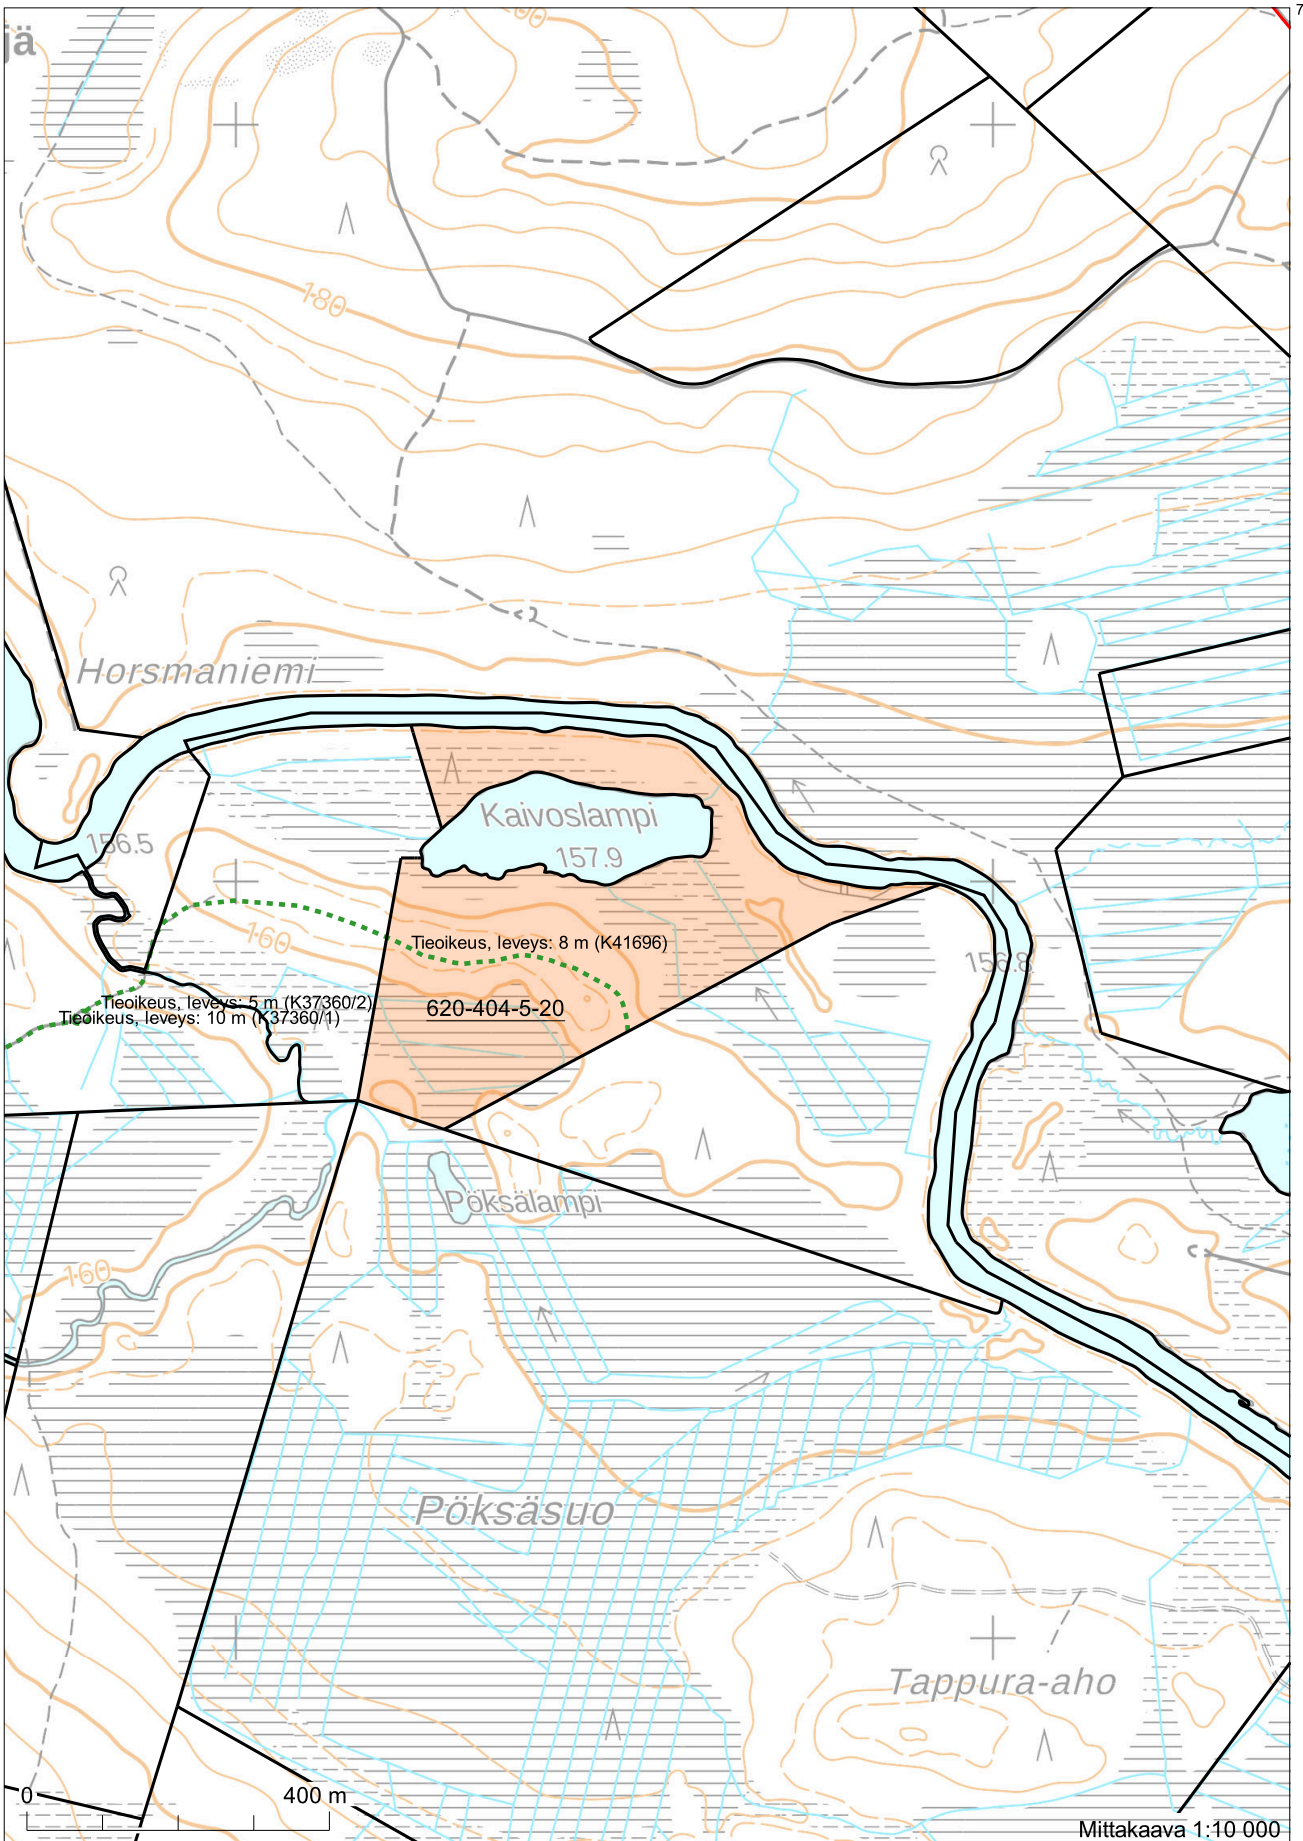 7
jä
200
180
Horsmaniemi
156.5
Kaivoslampi
157.9
160
Tieoikeus, leveys: 8 m (K41696)
156.8
Tieoikeus, leveys: 5 m (K37360/2)
Tieoikeus, leveys: 10 m (K37360/1)
620-404-5-20
Pöksälampi
160
Pöksäsuo
Tappura-aho
0
400 m
Mittakaava 1:10 000